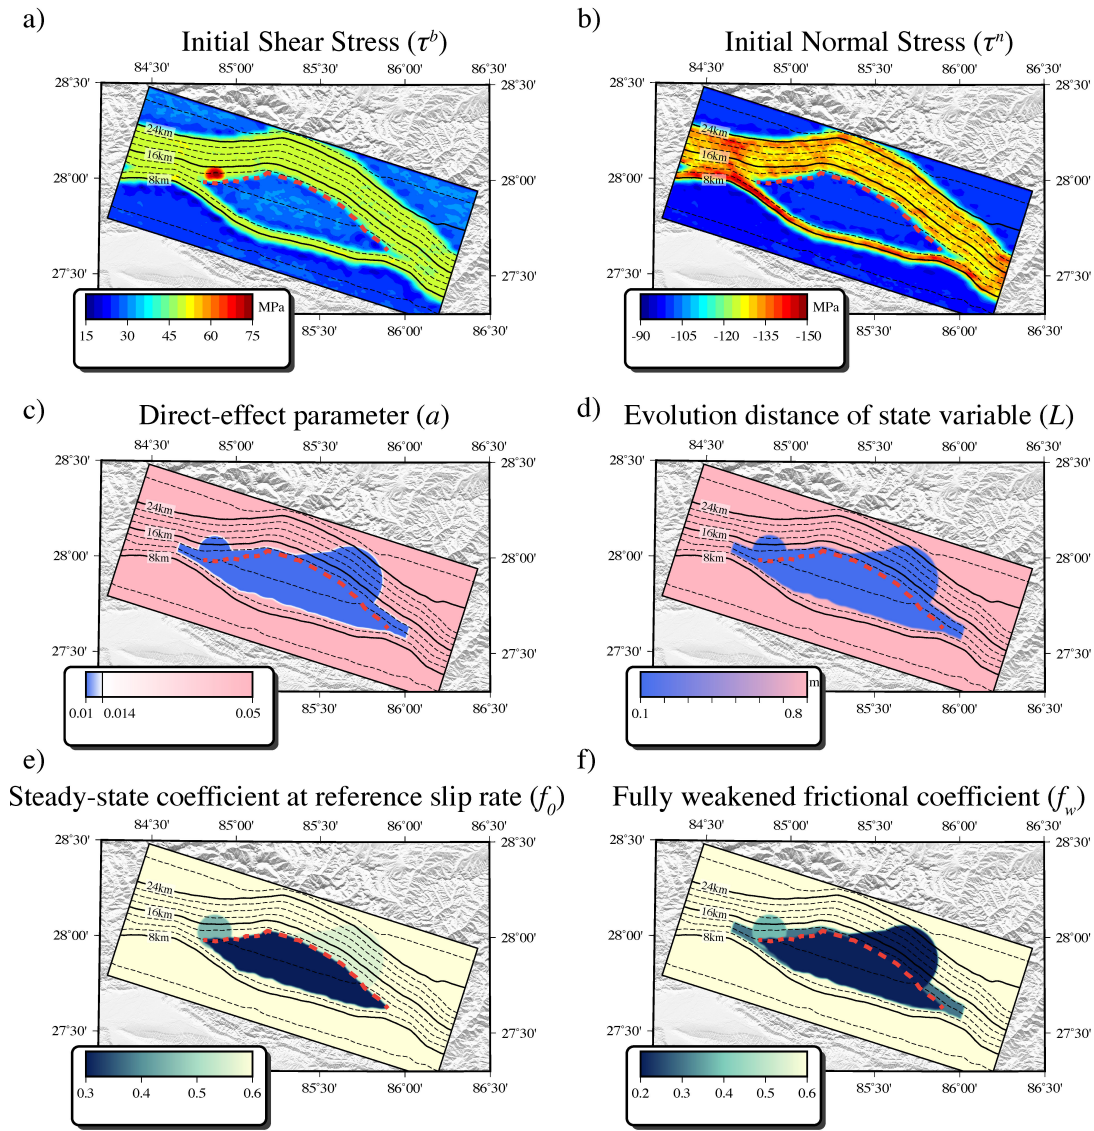 a)
Initial Shear Stress (τᵇ)
84°30' 85°00' 85°30' 86°00' 86°30'
28°30' 28°30'
24km
16km
28°00' 8km 28°00'
27°30' 27°30'
MPa
15 30 45 60 75
85°30' 86°00' 86°30'
b)
Initial Normal Stress (τⁿ)
84°30' 85°00' 85°30' 86°00' 86°30'
28°30' 28°30'
24km
16km
28°00' 8km 28°00'
27°30' 27°30'
MPa
-90 -105 -120 -135 -150
85°30' 86°00' 86°30'
c)
Direct-effect parameter (a)
84°30' 85°00' 85°30' 86°00' 86°30'
28°30' 28°30'
24km
16km
28°00' 8km 28°00'
27°30' 27°30'
0.01 0.014 0.05
85°30' 86°00' 86°30'
d)
Evolution distance of state variable (L)
84°30' 85°00' 85°30' 86°00' 86°30'
28°30' 28°30'
24km
16km
28°00' 8km 28°00'
27°30' 27°30'
m
0.1 0.8
85°30' 86°00' 86°30'
e)
Steady-state coefficient at reference slip rate (f₀)
84°30' 85°00' 85°30' 86°00' 86°30'
28°30' 28°30'
24km
16km
28°00' 8km 28°00'
27°30' 27°30'
0.3 0.4 0.5 0.6
85°30' 86°00' 86°30'
f)
Fully weakened frictional coefficient (f_w)
84°30' 85°00' 85°30' 86°00' 86°30'
28°30' 28°30'
24km
16km
28°00' 8km 28°00'
27°30' 27°30'
0.2 0.3 0.4 0.5 0.6
85°30' 86°00' 86°30'